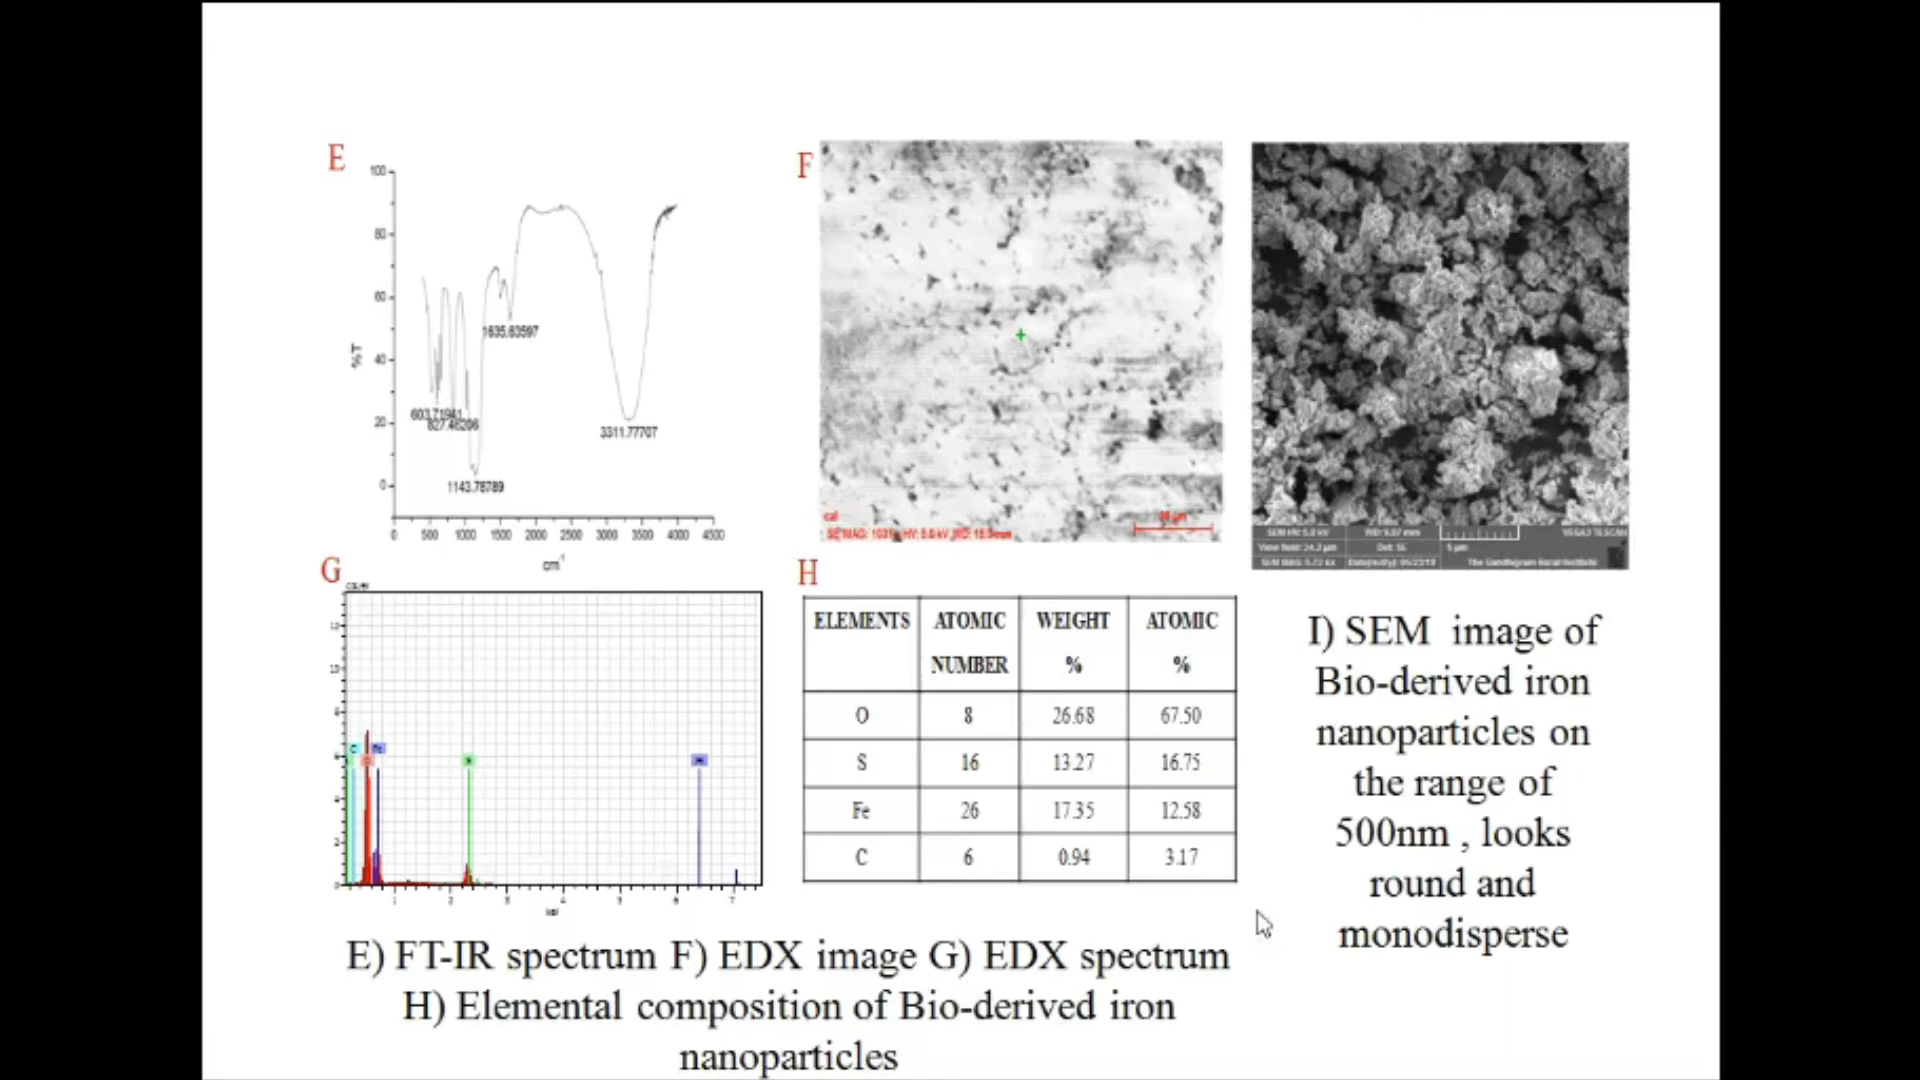 E
100
80
60
40
20
0
%T
1635.63597
603.71941
827.46206
3311.77707
1143.78789
0 500 1000 1500 2000 2500 3000 3500 4000 4500
cm-1
F
cal
G
H
ELEMENTS ATOMIC NUMBER WEIGHT % ATOMIC %
O 8 26.68 67.50
S 16 13.27 16.75
Fe 26 17.35 12.58
C 6 0.94 3.17
5 µm
I) SEM image of
Bio-derived iron
nanoparticles on
the range of
500nm , looks
round and
monodisperse
E) FT-IR spectrum F) EDX image G) EDX spectrum
H) Elemental composition of Bio-derived iron
nanoparticles